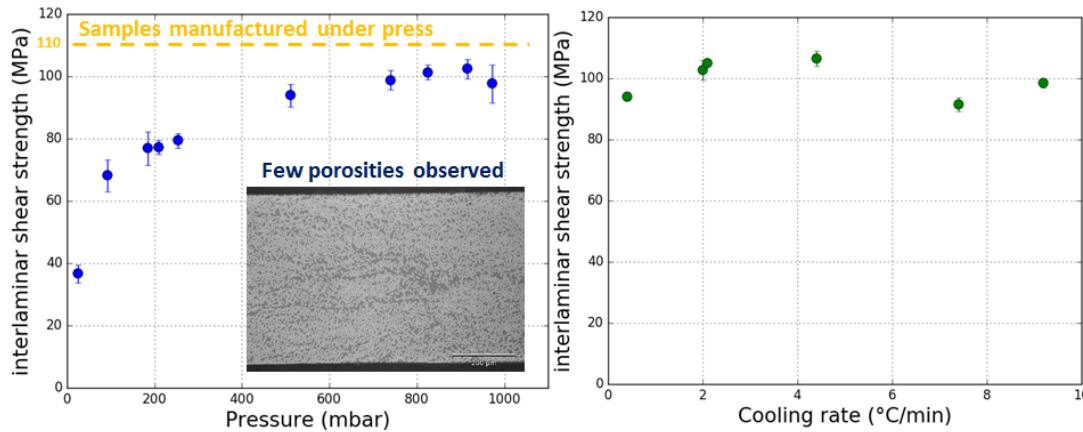 Samples manufactured under press
110
120
100
80
60
40
20
0
interlaminar shear strength (MPa)
Few porosities observed
0 200 400 600 800 1000
Pressure (mbar)
120
100
80
60
40
20
0
interlaminar shear strength (MPa)
0 2 4 6 8 10
Cooling rate (°C/min)